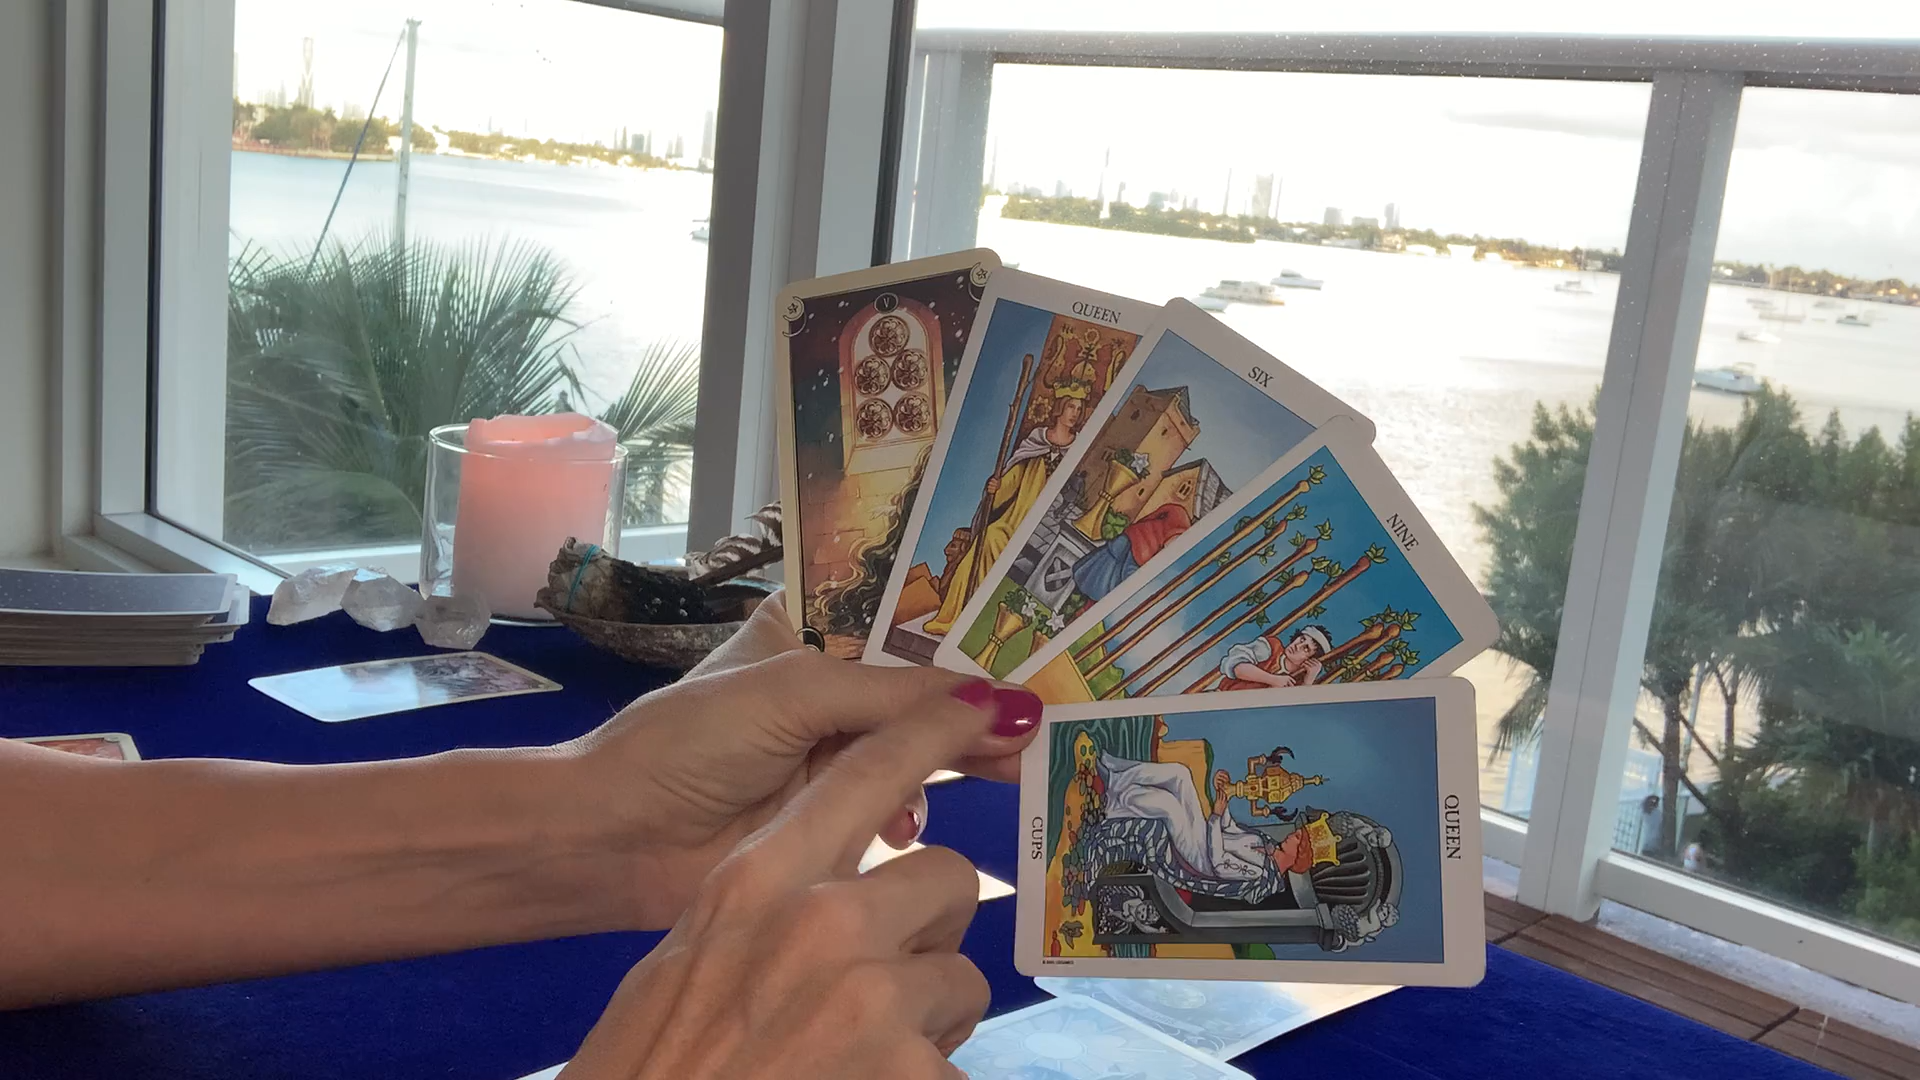 V
QUEEN
SIX
NINE
QUEEN
CUPS